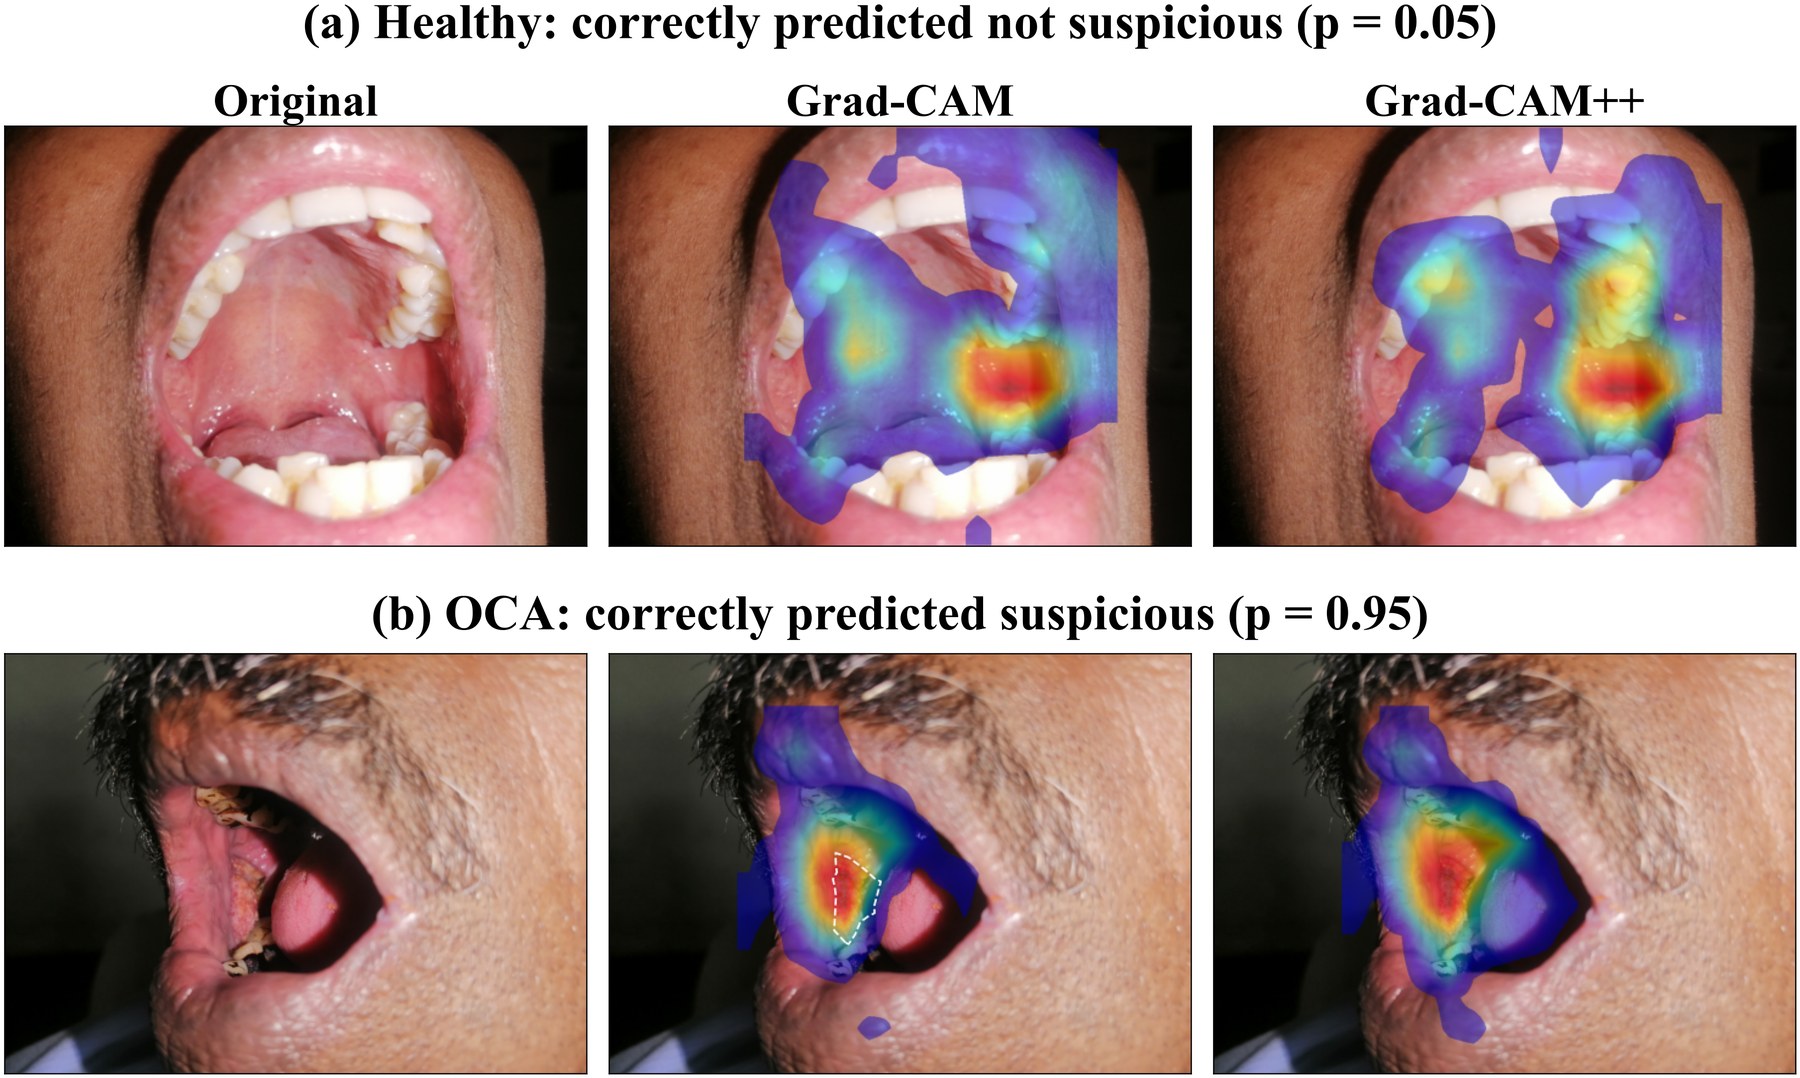 (a) Healthy: correctly predicted not suspicious (p = 0.05)
Original Grad-CAM Grad-CAM++
(b) OCA: correctly predicted suspicious (p = 0.95)